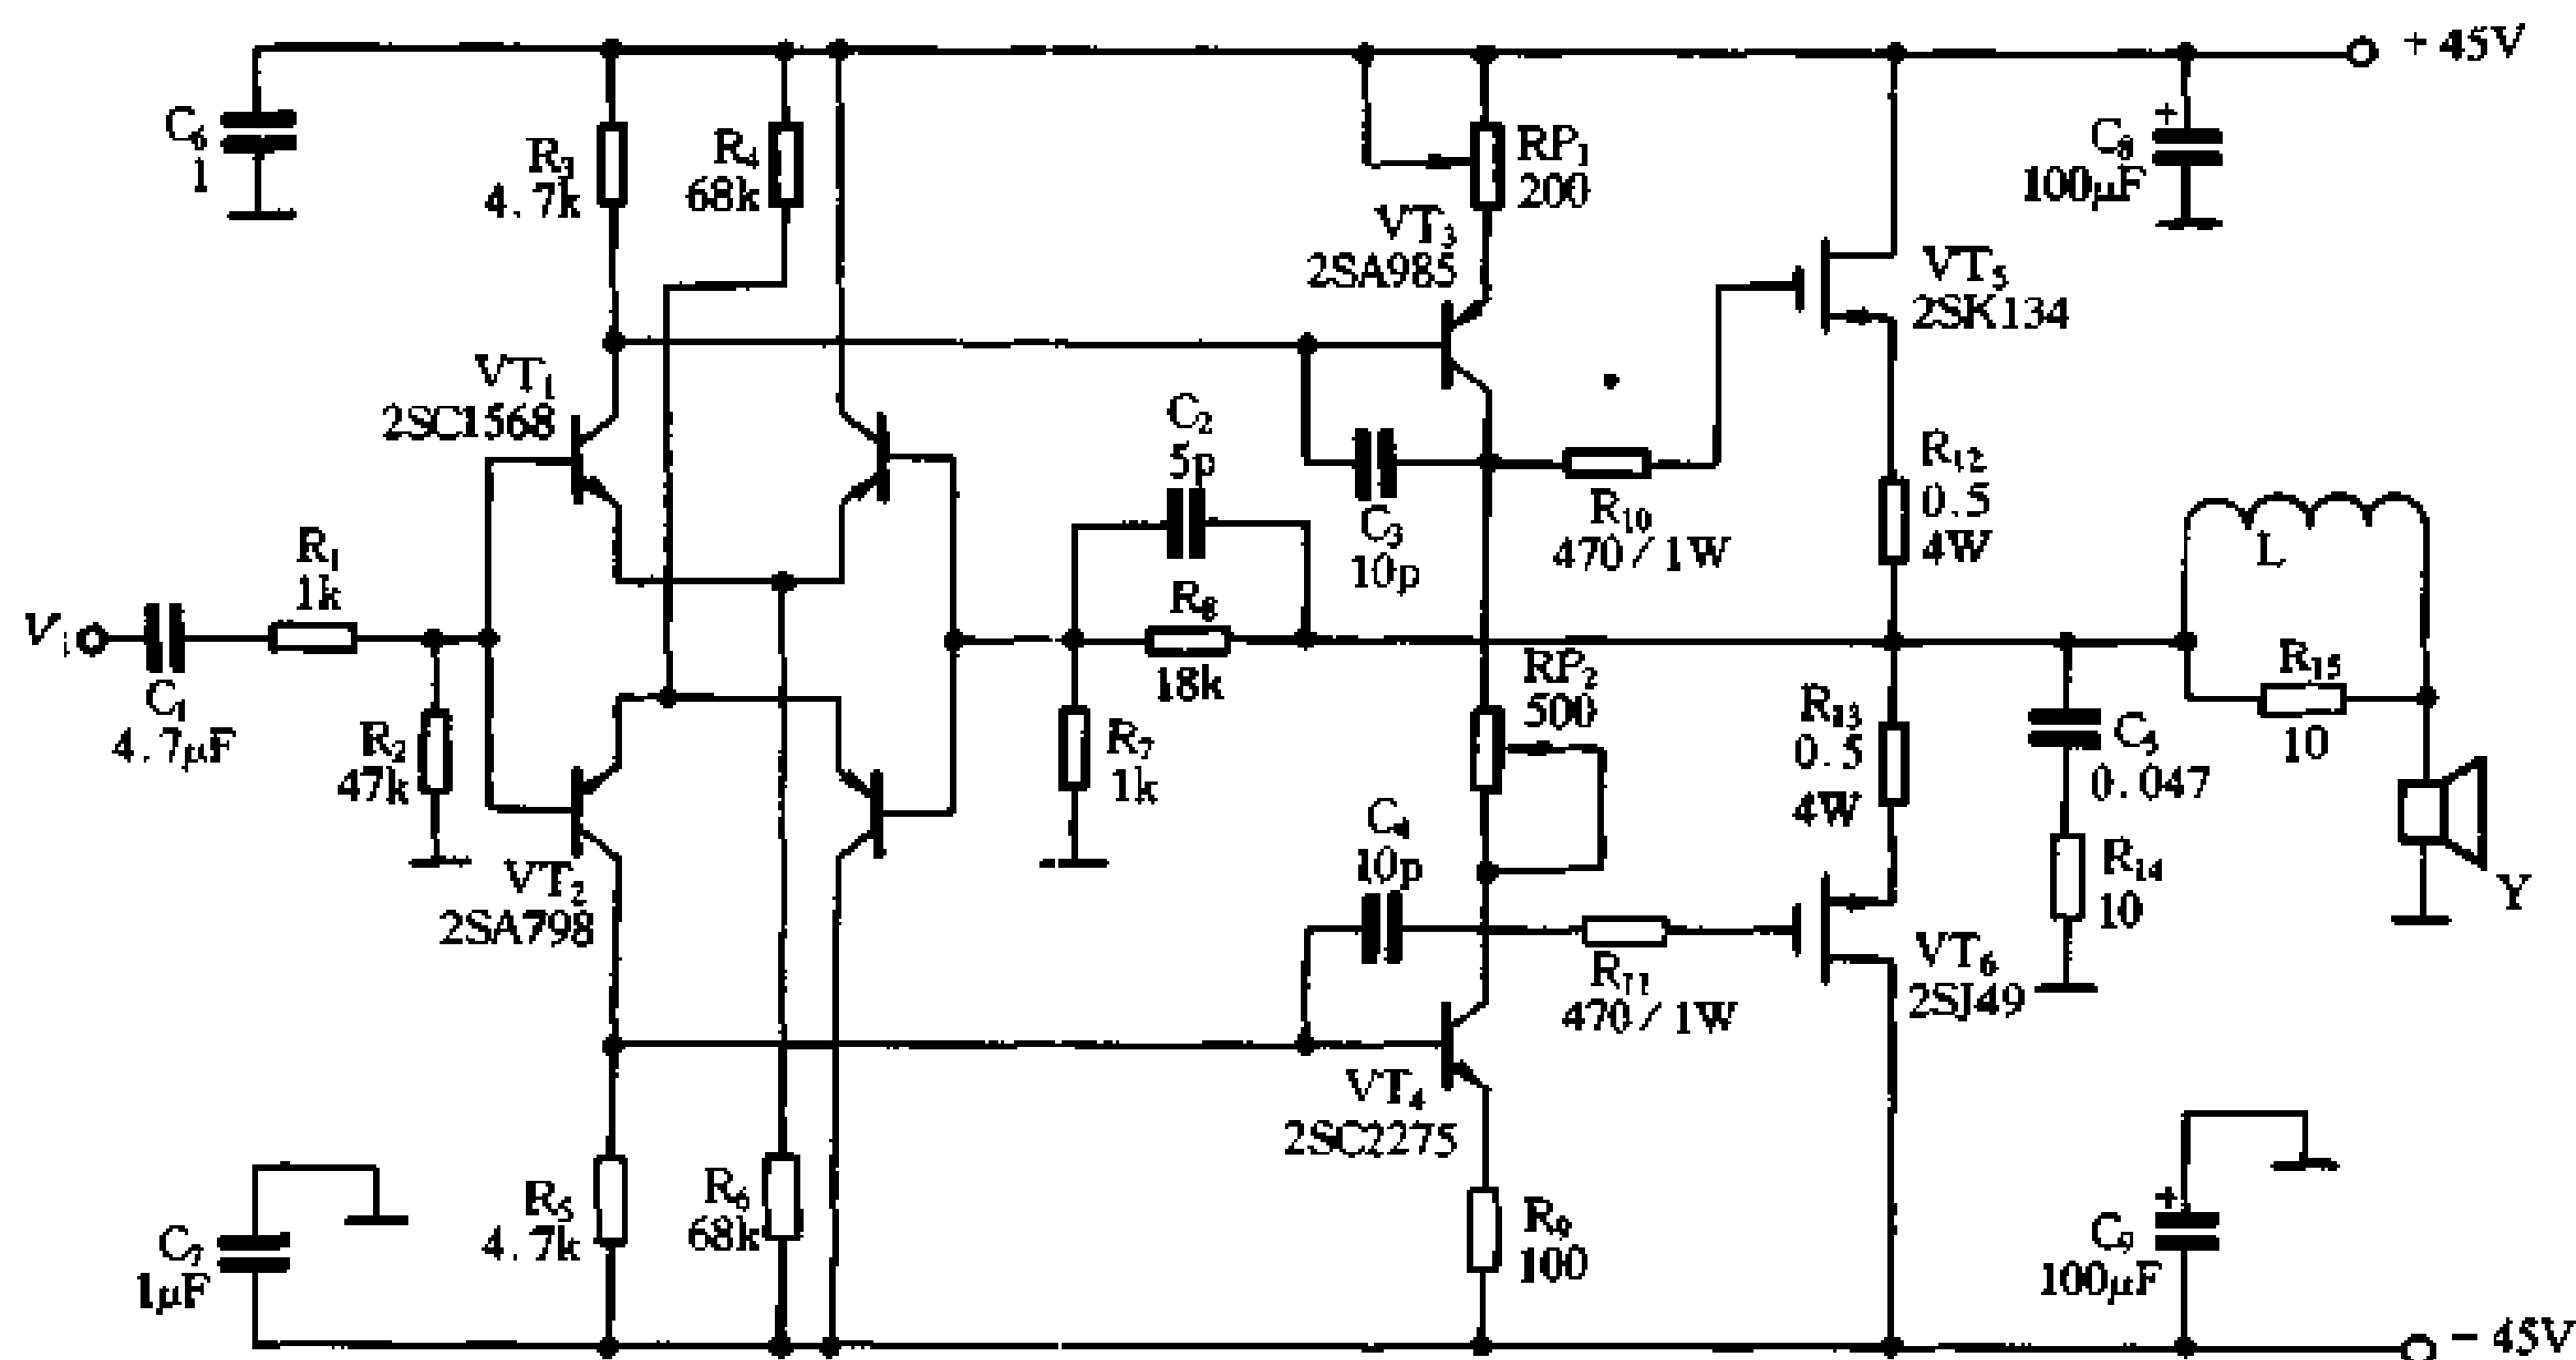 +45V
C₆
1
R₃
4.7k
R₄
68k
RP₁
200
C₈
100μF
+
VT₃
2SA985
VT₅
2SK134
VT₁
2SC1568
C₂
5p
C₃
10p
R₁₀
470/1W
R₁₂
0.5
4W
L
Vᵢ
C₁
4.7μF
R₁
1k
R₂
47k
R₈
18k
R₇
1k
RP₂
500
R₁₃
0.5
4W
C₅
0.047
R₁₅
10
R₁₄
10
Y
VT₂
2SA798
C₄
10p
R₁₁
470/1W
VT₆
2SJ49
VT₄
2SC2275
C₇
1μF
R₅
4.7k
R₆
68k
R₉
100
C₉
100μF
+
-45V